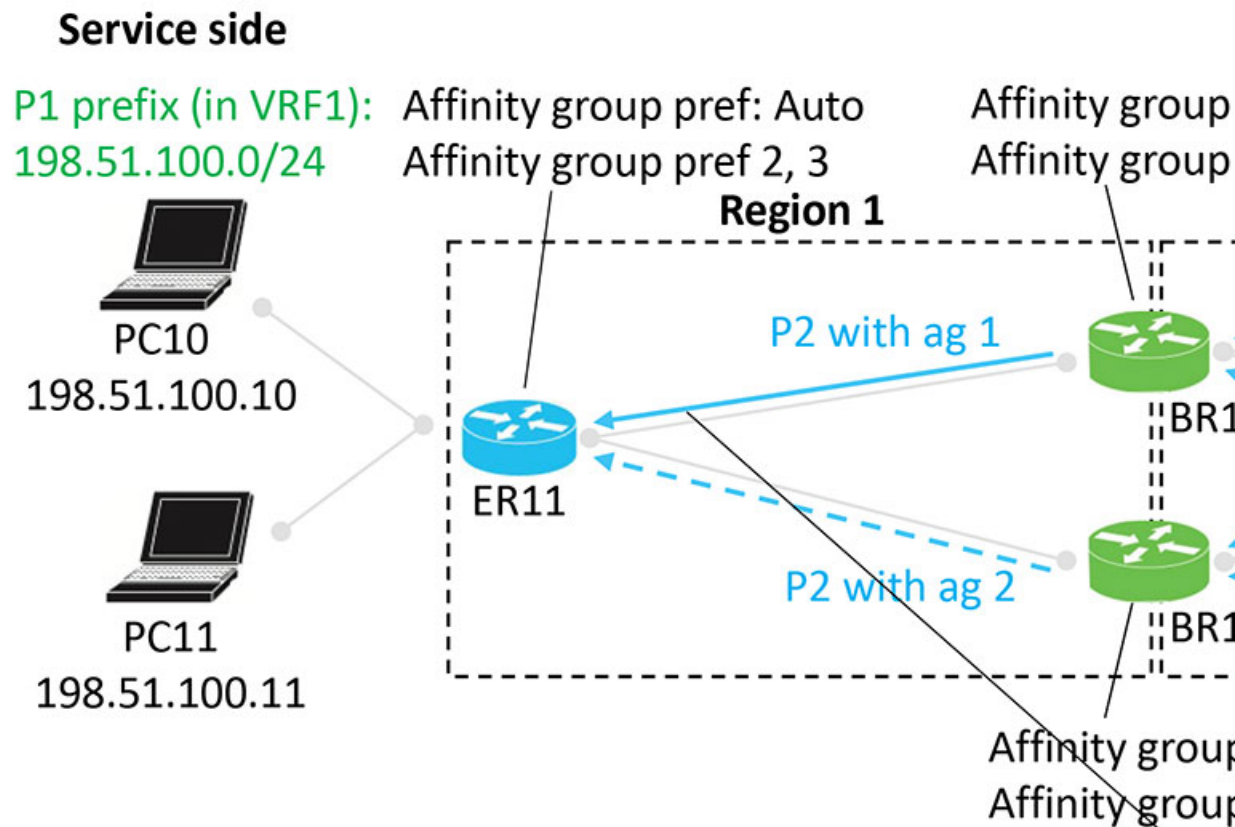 Service side
P1 prefix (in VRF1):
198.51.100.0/24
Affinity group pref: Auto
Affinity group pref 2, 3
Affinity group
Affinity group
Region 1
PC10
198.51.100.10
P2 with ag 1
BR1
ER11
P2 with ag 2
BR1
PC11
198.51.100.11
Affinity group
Affinity group